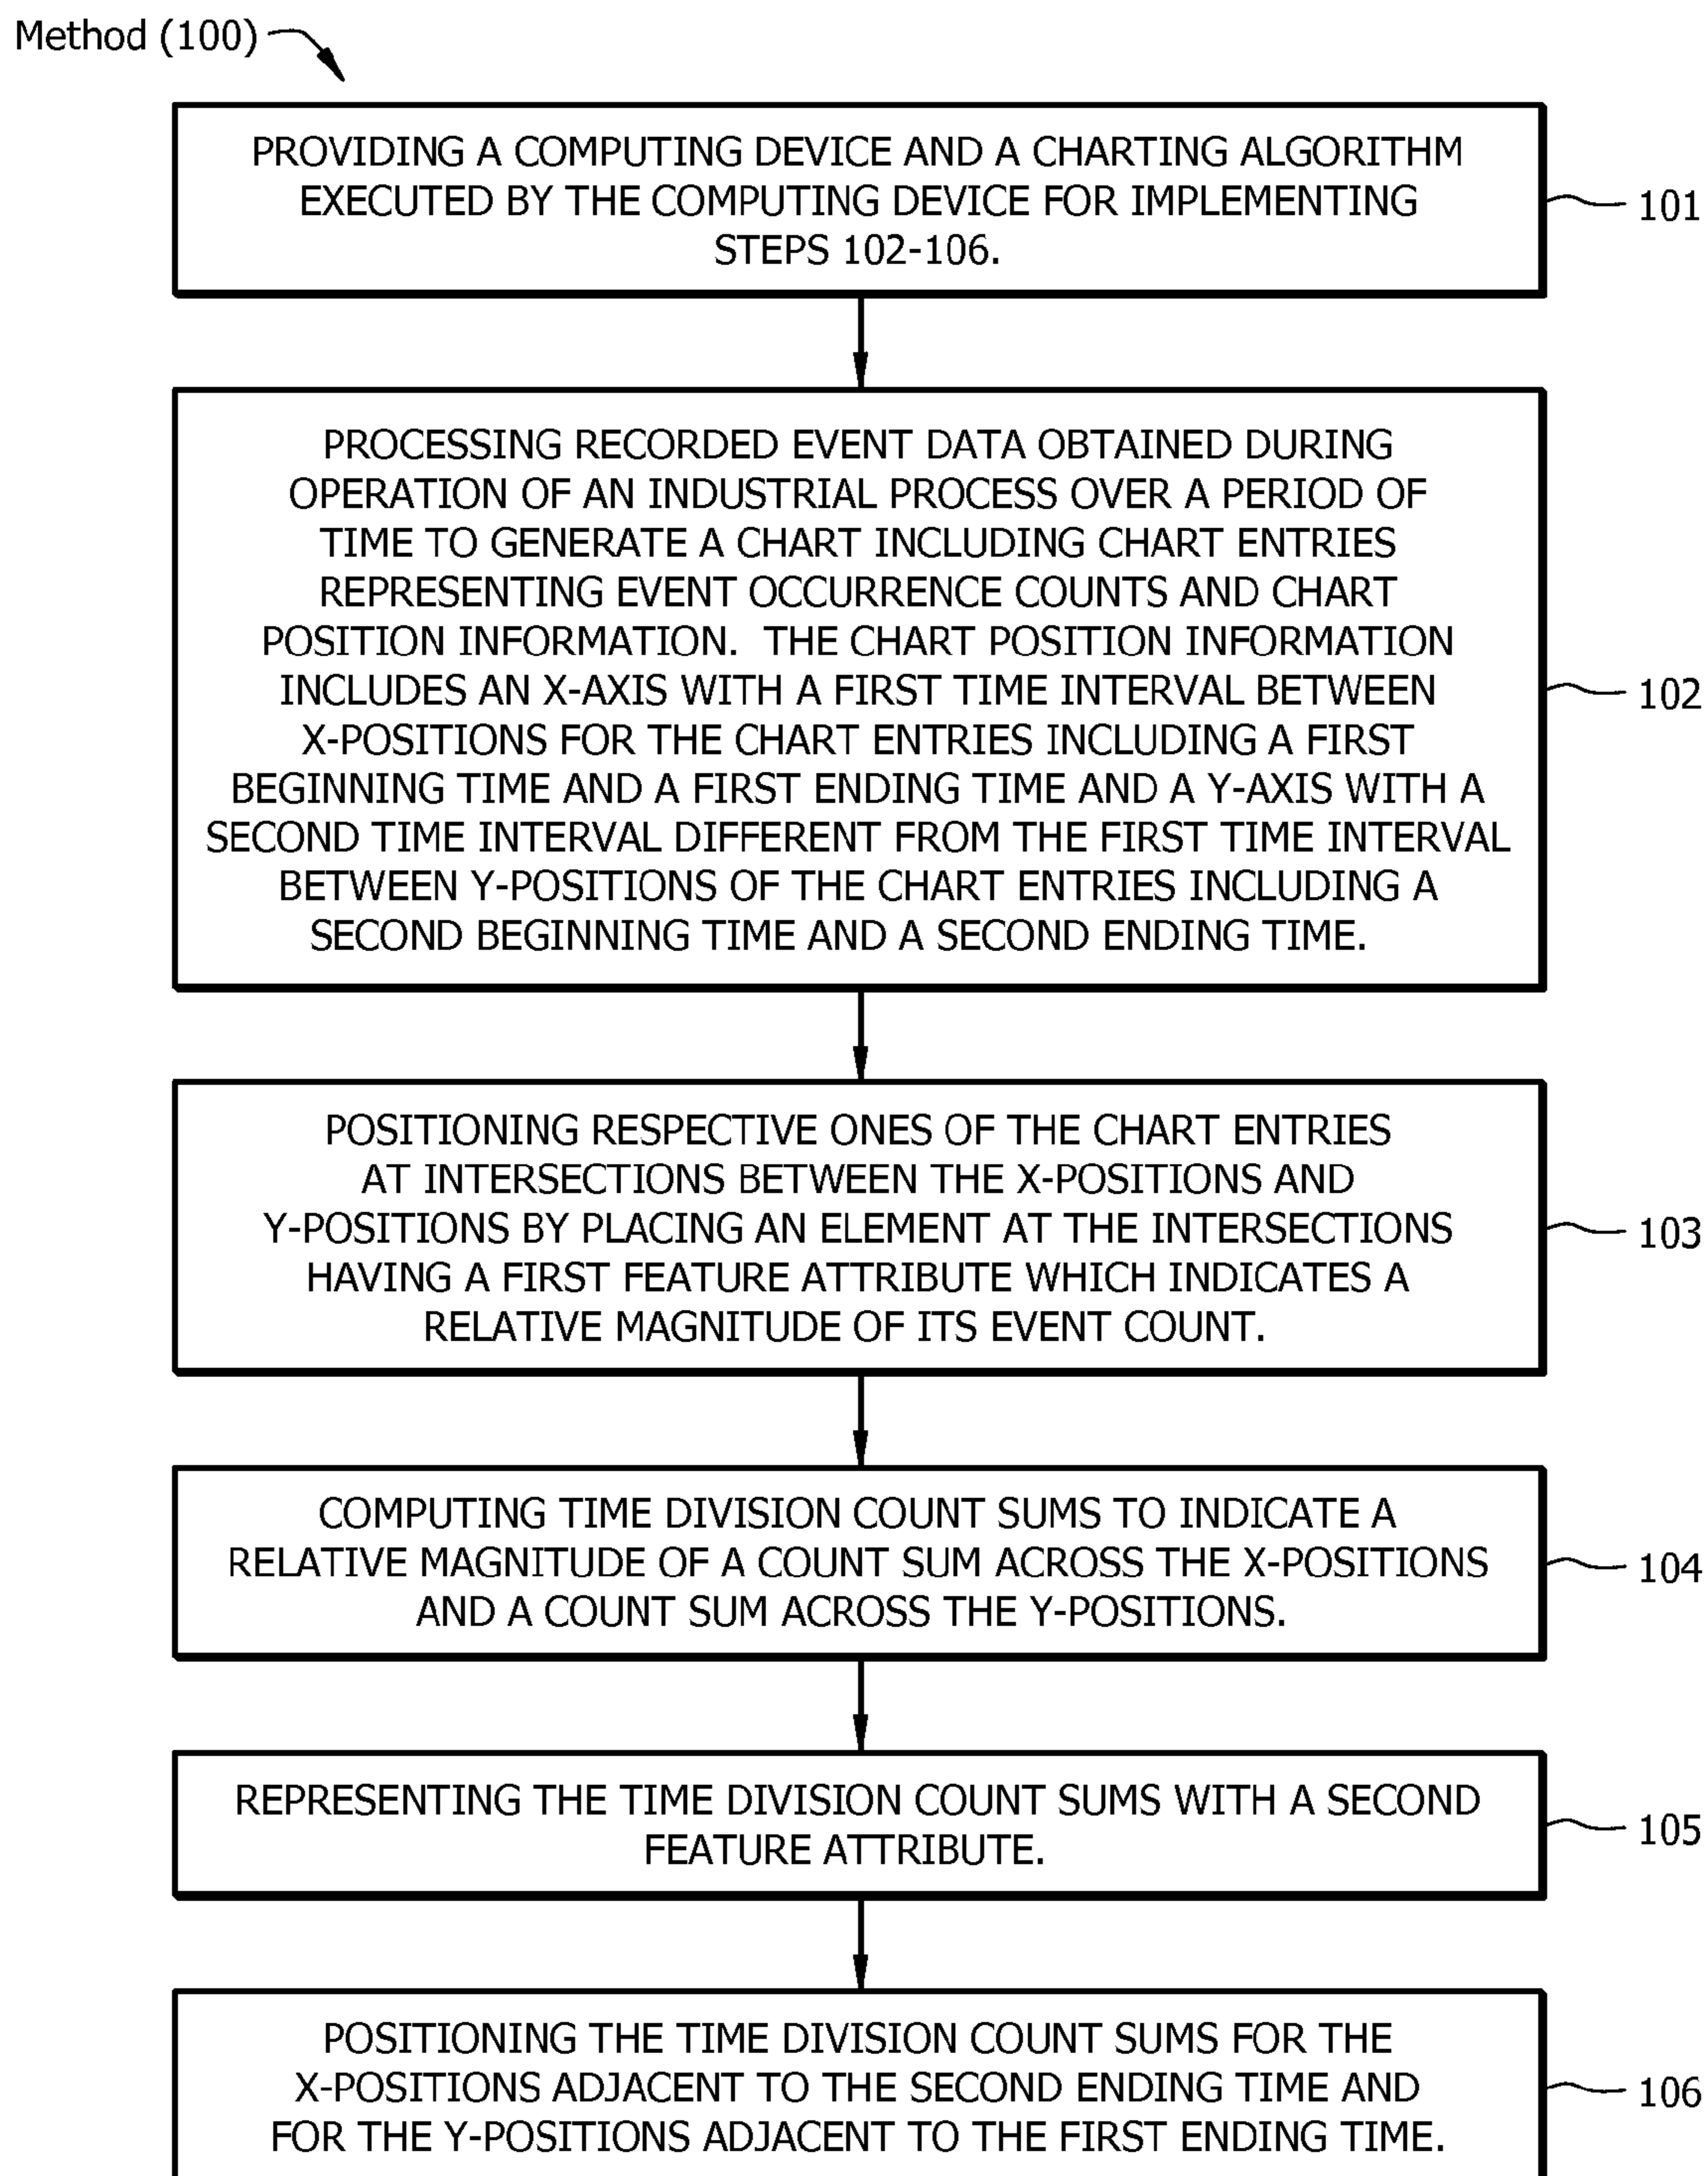 Method (100)
PROVIDING A COMPUTING DEVICE AND A CHARTING ALGORITHM
EXECUTED BY THE COMPUTING DEVICE FOR IMPLEMENTING
STEPS 102-106.
101
PROCESSING RECORDED EVENT DATA OBTAINED DURING
OPERATION OF AN INDUSTRIAL PROCESS OVER A PERIOD OF
TIME TO GENERATE A CHART INCLUDING CHART ENTRIES
REPRESENTING EVENT OCCURRENCE COUNTS AND CHART
POSITION INFORMATION. THE CHART POSITION INFORMATION
INCLUDES AN X-AXIS WITH A FIRST TIME INTERVAL BETWEEN
X-POSITIONS FOR THE CHART ENTRIES INCLUDING A FIRST
BEGINNING TIME AND A FIRST ENDING TIME AND A Y-AXIS WITH A
SECOND TIME INTERVAL DIFFERENT FROM THE FIRST TIME INTERVAL
BETWEEN Y-POSITIONS OF THE CHART ENTRIES INCLUDING A
SECOND BEGINNING TIME AND A SECOND ENDING TIME.
102
POSITIONING RESPECTIVE ONES OF THE CHART ENTRIES
AT INTERSECTIONS BETWEEN THE X-POSITIONS AND
Y-POSITIONS BY PLACING AN ELEMENT AT THE INTERSECTIONS
HAVING A FIRST FEATURE ATTRIBUTE WHICH INDICATES A
RELATIVE MAGNITUDE OF ITS EVENT COUNT.
103
COMPUTING TIME DIVISION COUNT SUMS TO INDICATE A
RELATIVE MAGNITUDE OF A COUNT SUM ACROSS THE X-POSITIONS
AND A COUNT SUM ACROSS THE Y-POSITIONS.
104
REPRESENTING THE TIME DIVISION COUNT SUMS WITH A SECOND
FEATURE ATTRIBUTE.
105
POSITIONING THE TIME DIVISION COUNT SUMS FOR THE
X-POSITIONS ADJACENT TO THE SECOND ENDING TIME AND
FOR THE Y-POSITIONS ADJACENT TO THE FIRST ENDING TIME.
106